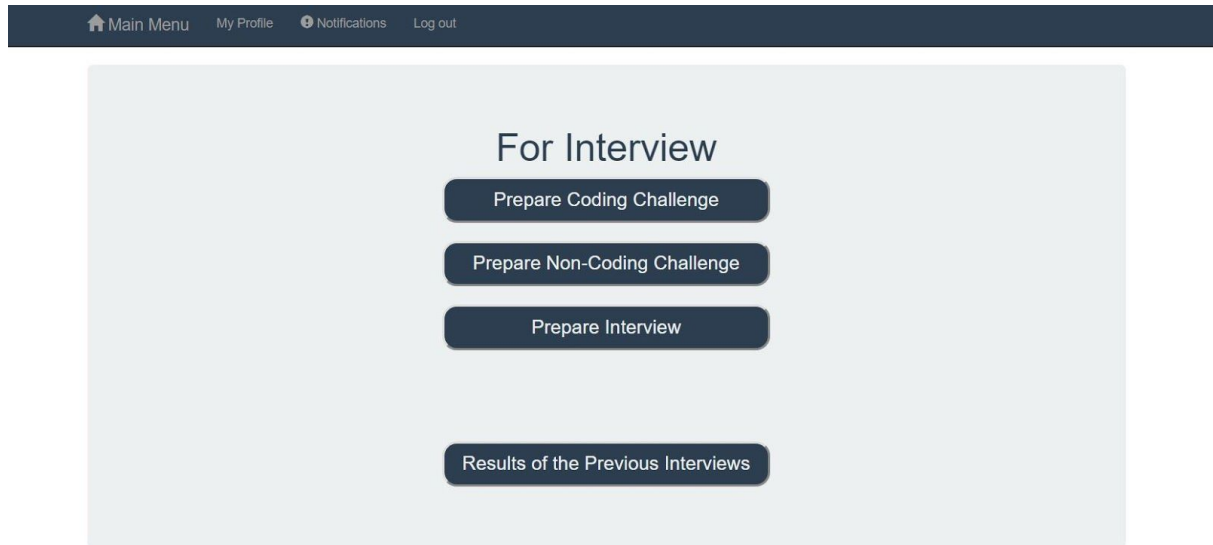 Main Menu My Profile Notifications Log out
For Interview
Prepare Coding Challenge
Prepare Non-Coding Challenge
Prepare Interview
Results of the Previous Interviews